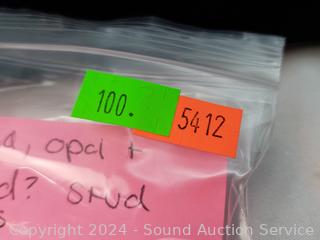 100.
5412
, opal +
d? stud
s
Copyright 2024 - Sound Auction Service